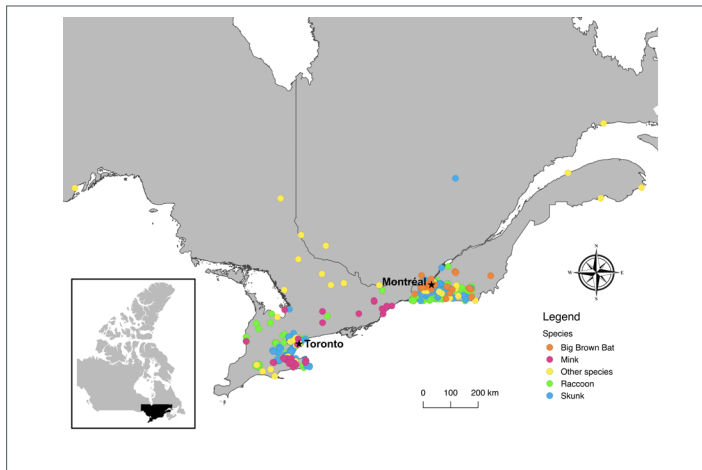 Montréal
Toronto
N
W E
S
Legend
Species
Big Brown Bat
Mink
Other species
Raccoon
Skunk
0 100 200 km